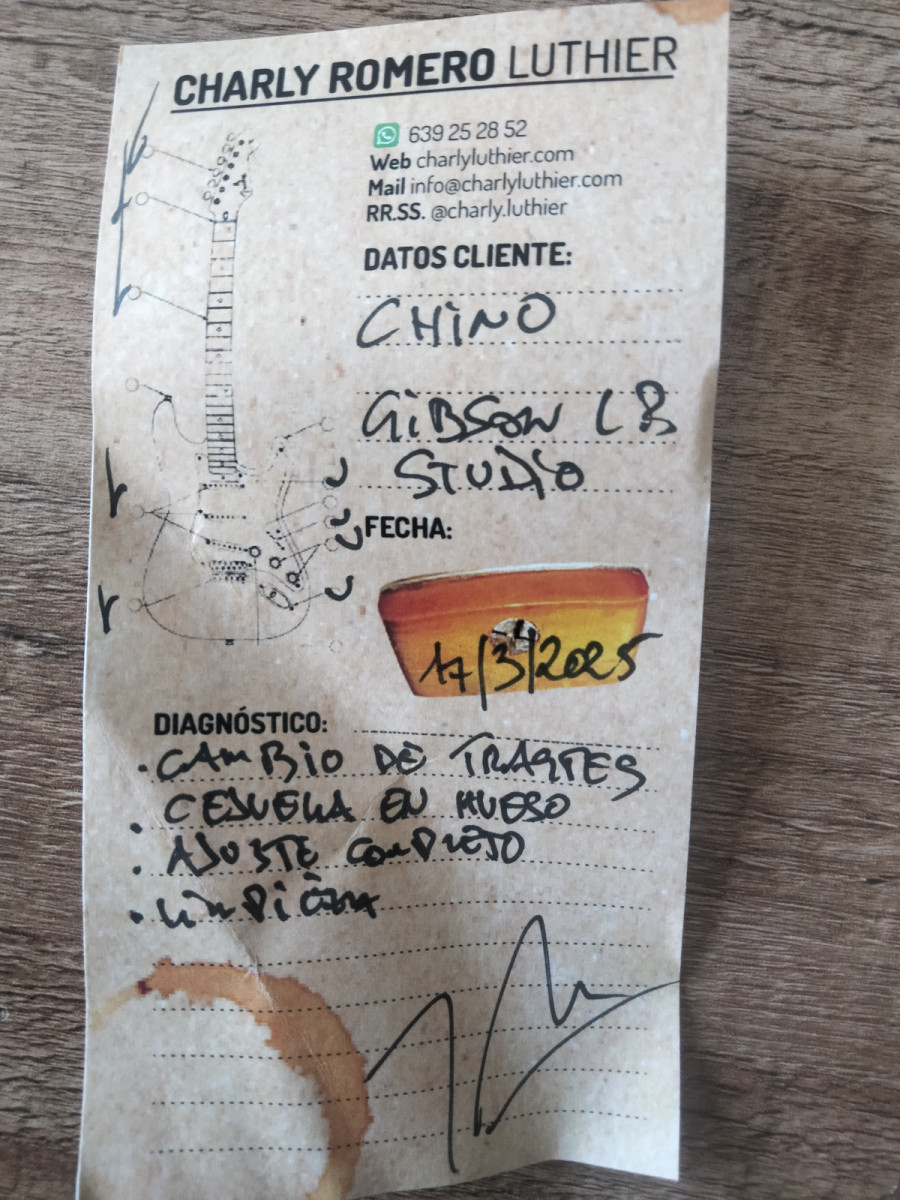 CHARLY ROMERO LUTHIER
639 25 28 52
Web charlyluthier.com
Mail info@charlyluthier.com
RR.SS. @charly.luthier
DATOS CLIENTE:
CHINO
GIBSON LP
STUDIO
FECHA:
17/3/2025
DIAGNÓSTICO:
· CAMBIO DE TRASTES
· CEJUELA EN HUESO
· AJUSTE COMPLETO
· LIMPIEZA